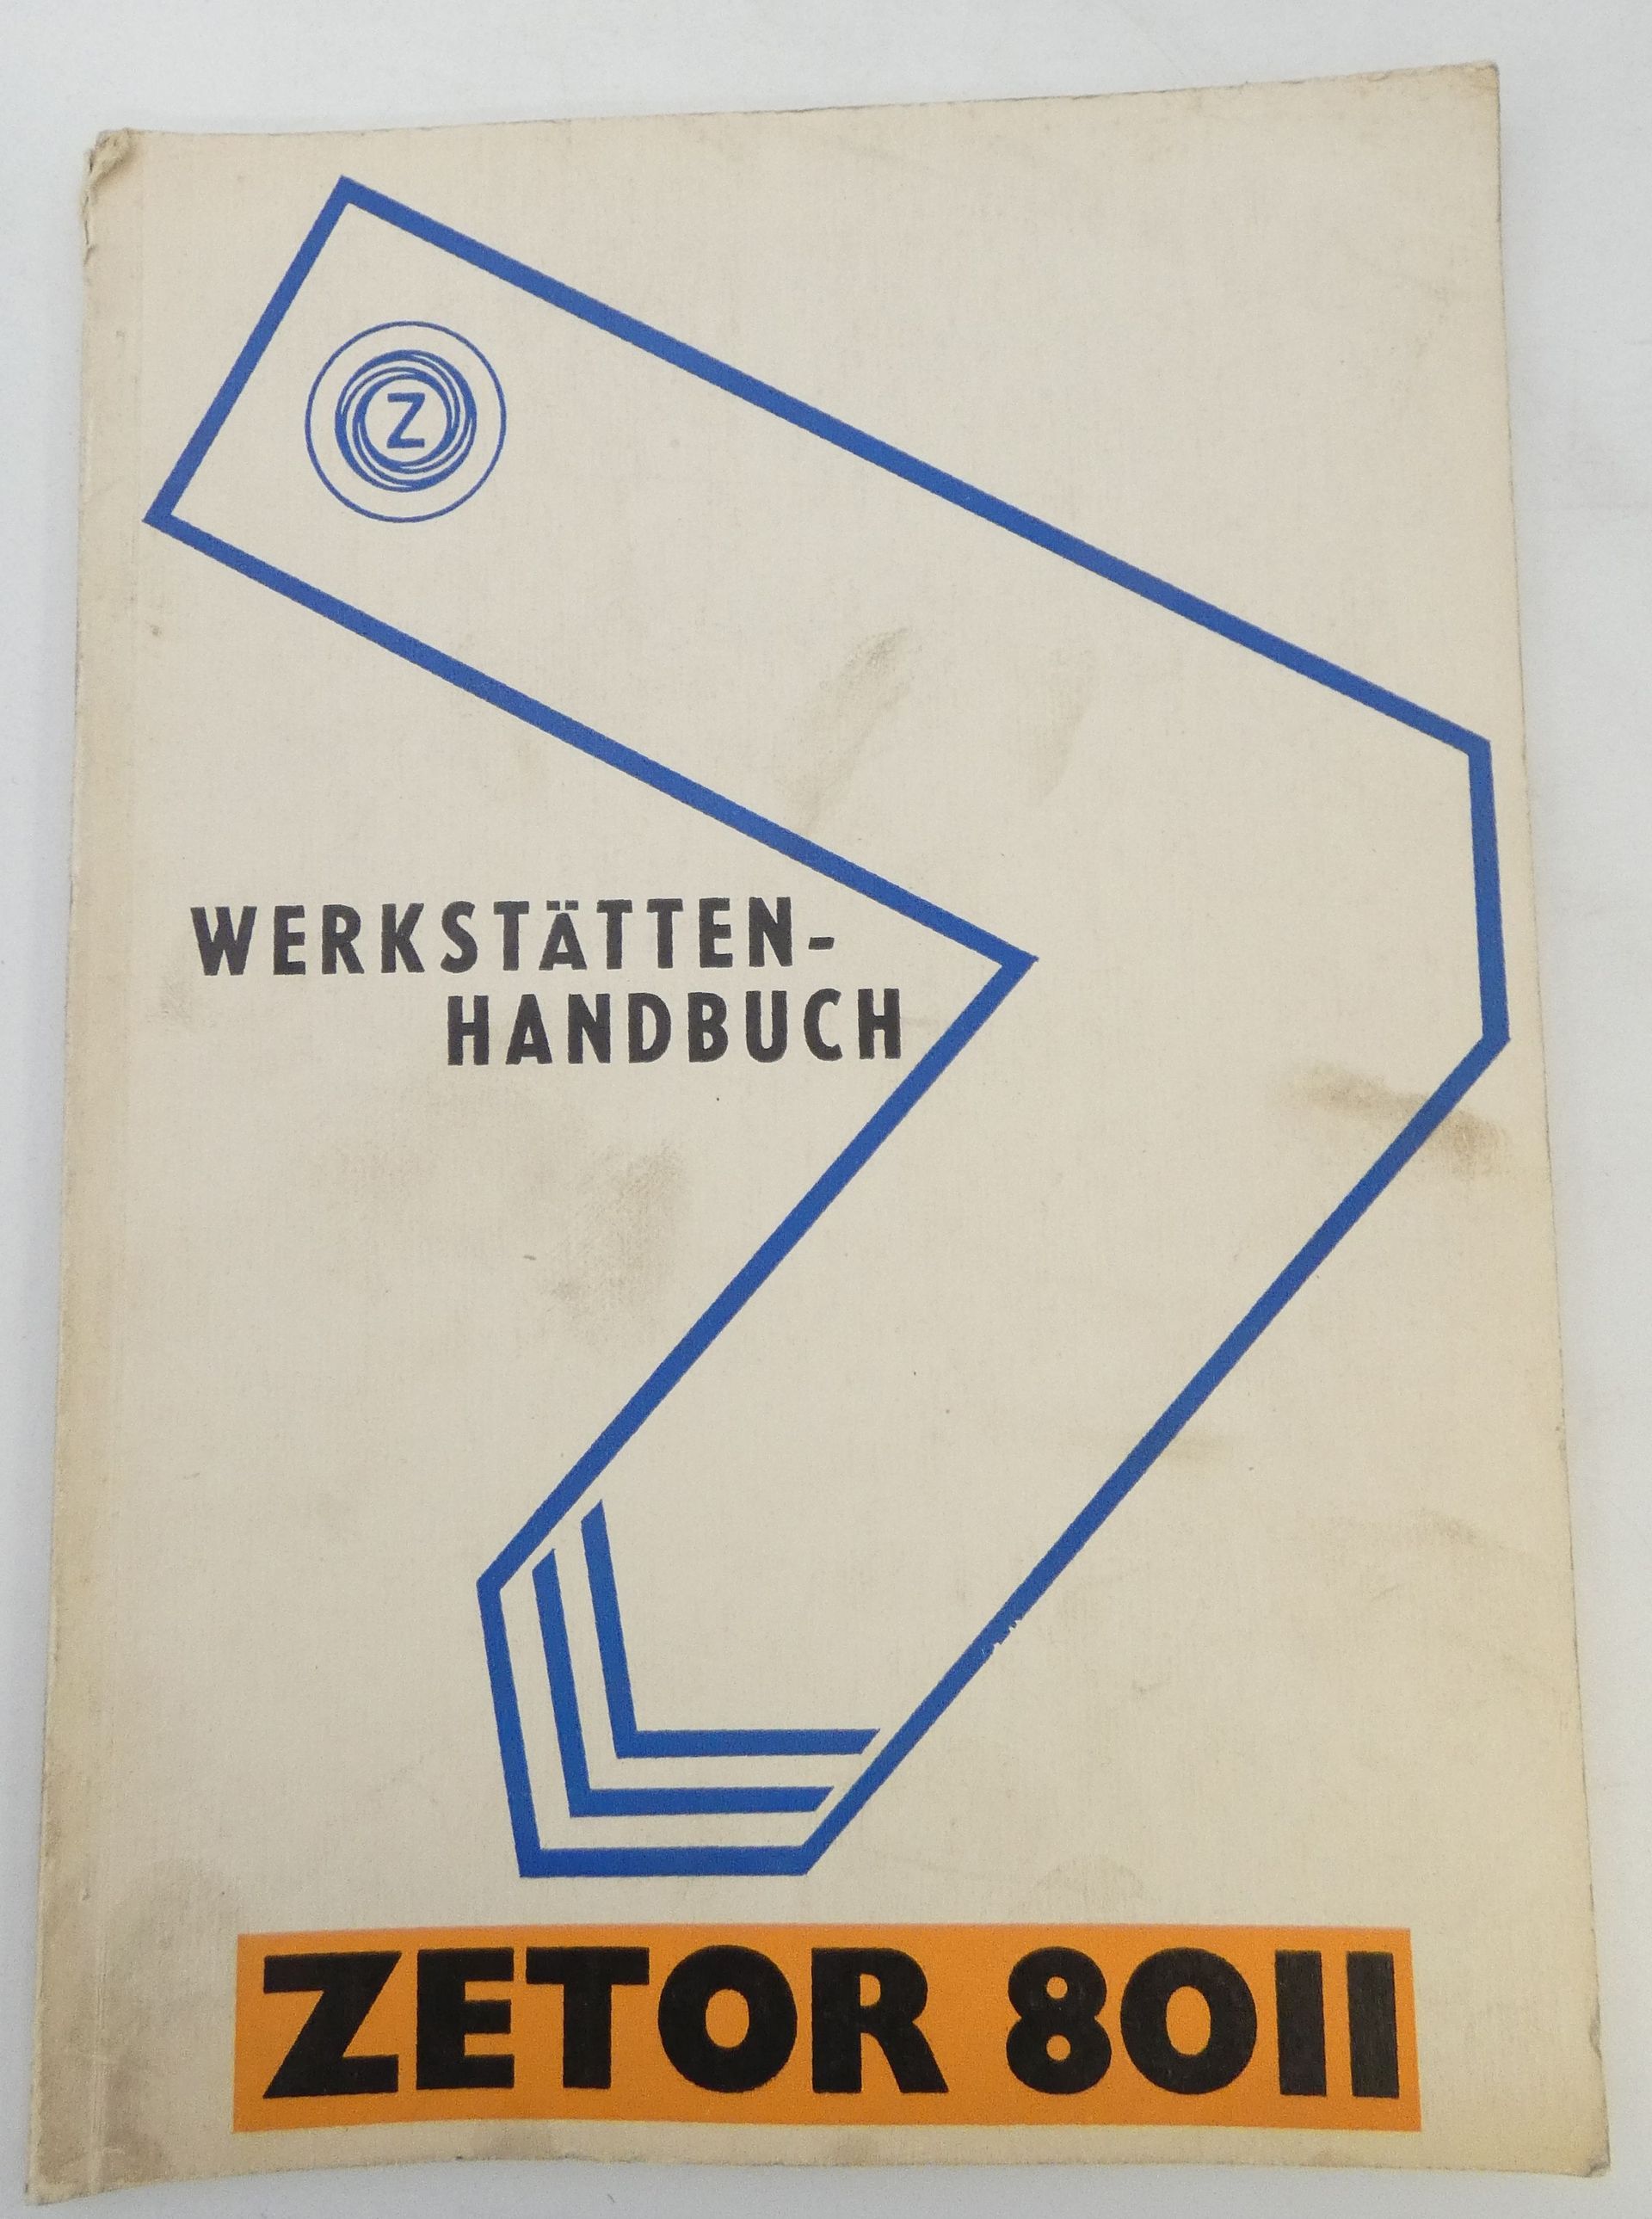 Z
WERKSTÄTTEN-
HANDBUCH
ZETOR 8011